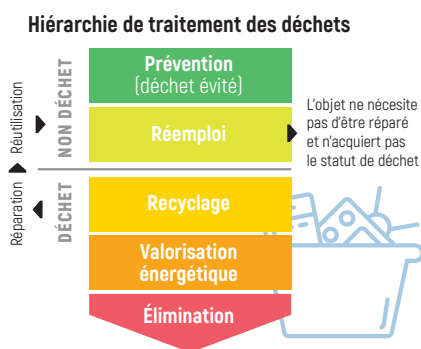 Hiérarchie de traitement des déchets
Réutilisation
NON DÉCHET
Prévention
(déchet évité)
Réemploi
L'objet ne nécesite
pas d'être réparé
et n'acquiert pas
le statut de déchet
Réparation
DÉCHET
Recyclage
Valorisation
énergétique
Élimination